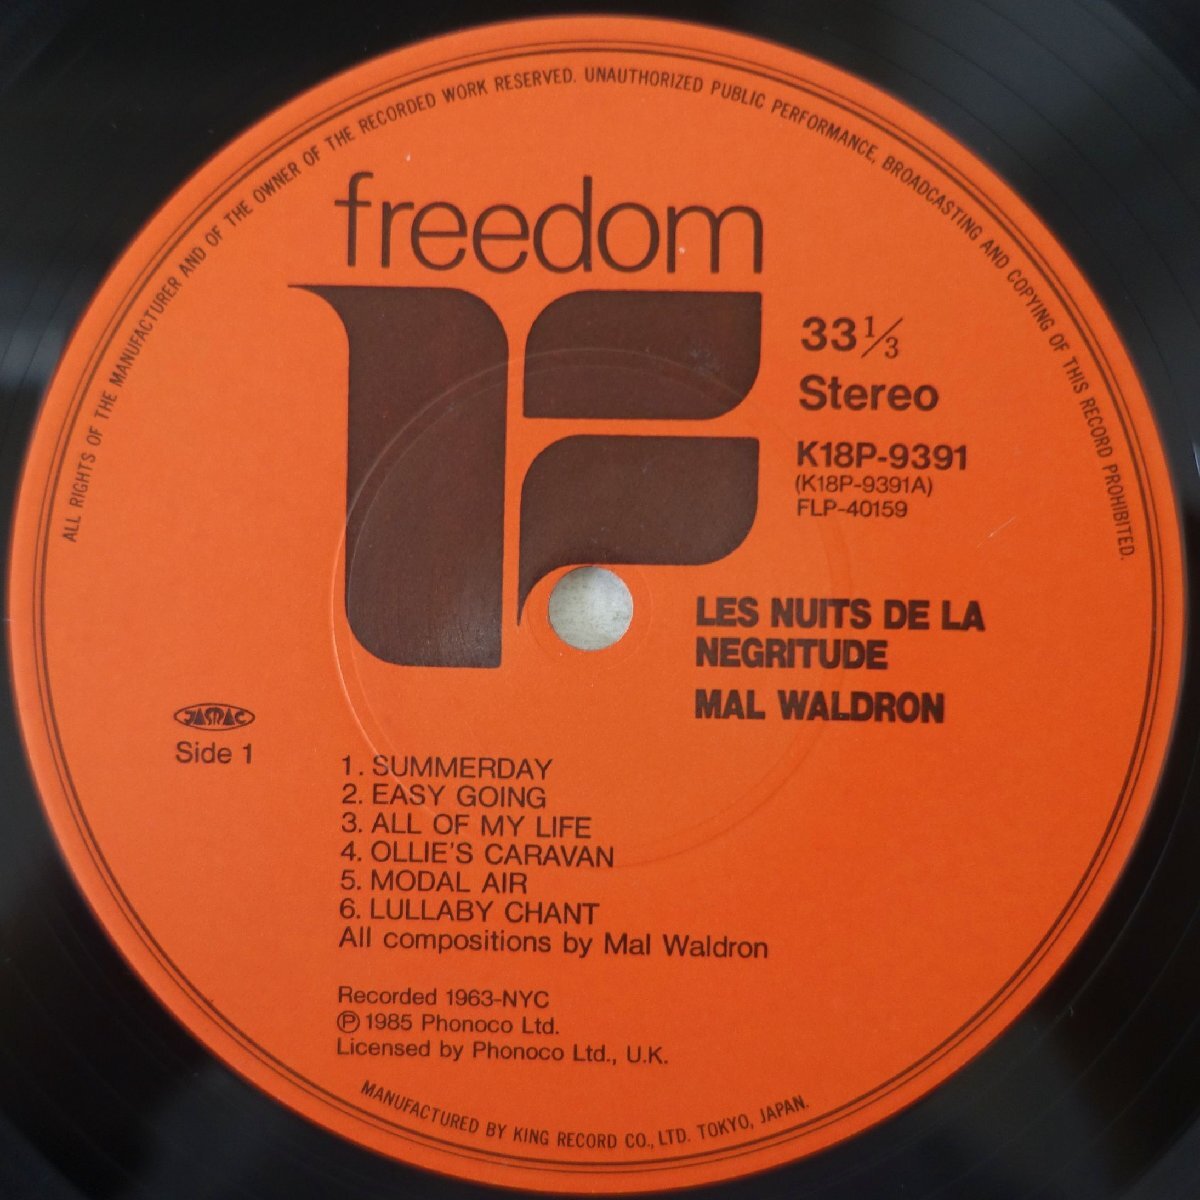 ALL RIGHTS OF THE MANUFACTURER AND OF THE OWNER OF THE RECORDED WORK RESERVED. UNAUTHORIZED PUBLIC PERFORMANCE, BROADCASTING AND COPYING OF THIS RECORD PROHIBITED.
freedom
33 1/3
Stereo
K18P-9391
(K18P-9391A)
FLP-40159
LES NUITS DE LA
NEGRITUDE
MAL WALDRON
JASRAC
Side 1
1. SUMMERDAY
2. EASY GOING
3. ALL OF MY LIFE
4. OLLIE'S CARAVAN
5. MODAL AIR
6. LULLABY CHANT
All compositions by Mal Waldron
Recorded 1963-NYC
℗ 1985 Phonoco Ltd.
Licensed by Phonoco Ltd., U.K.
MANUFACTURED BY KING RECORD CO., LTD. TOKYO, JAPAN.